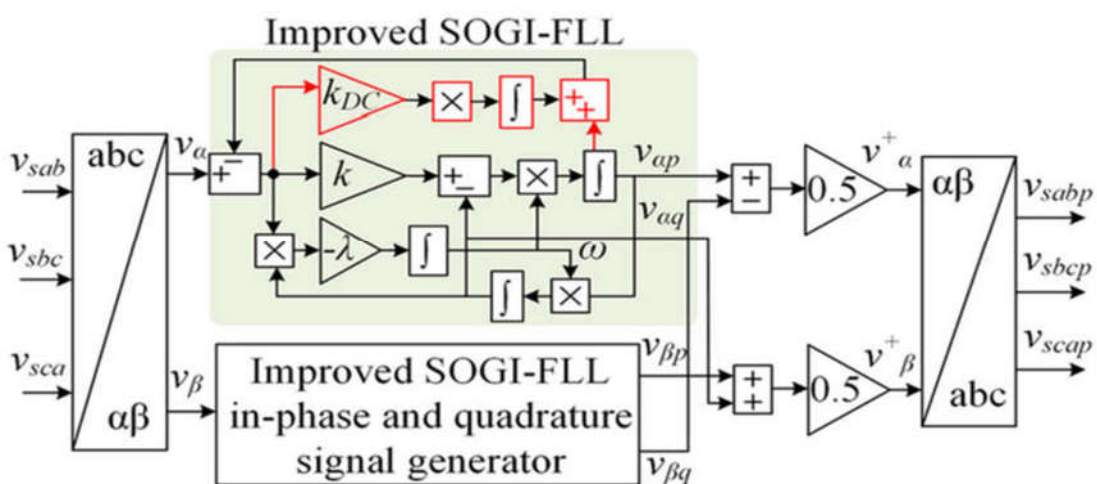 Improved SOGI-FLL
k_DC × ∫ + +
abc
v_sab
v_α
−
+
k
+ −
×
∫
v_αp
+
−
0.5
v⁺_α
αβ
v_sabp
v_αq
v_sbc
×
-λ
∫
ω
v_sbcp
∫
×
v_sca
v_β
αβ
Improved SOGI-FLL
in-phase and quadrature
signal generator
v_βp
v_βq
+
+
0.5
v⁺_β
abc
v_scap